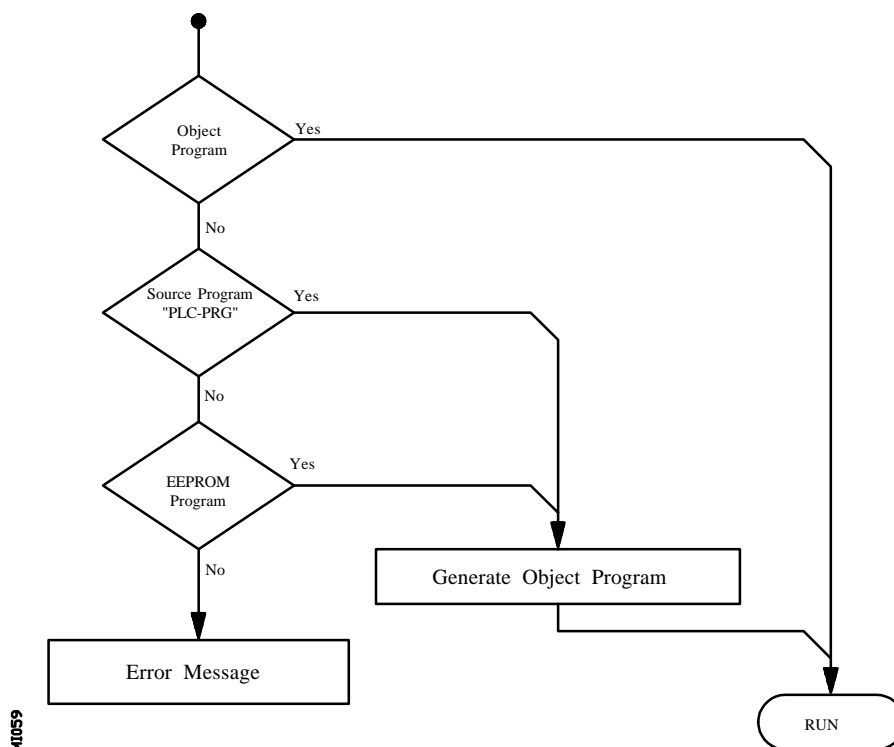 Object
Program
Yes
No
Source Program
"PLC-PRG"
Yes
No
EEPROM
Program
Yes
No
Generate Object Program
Error Message
RUN